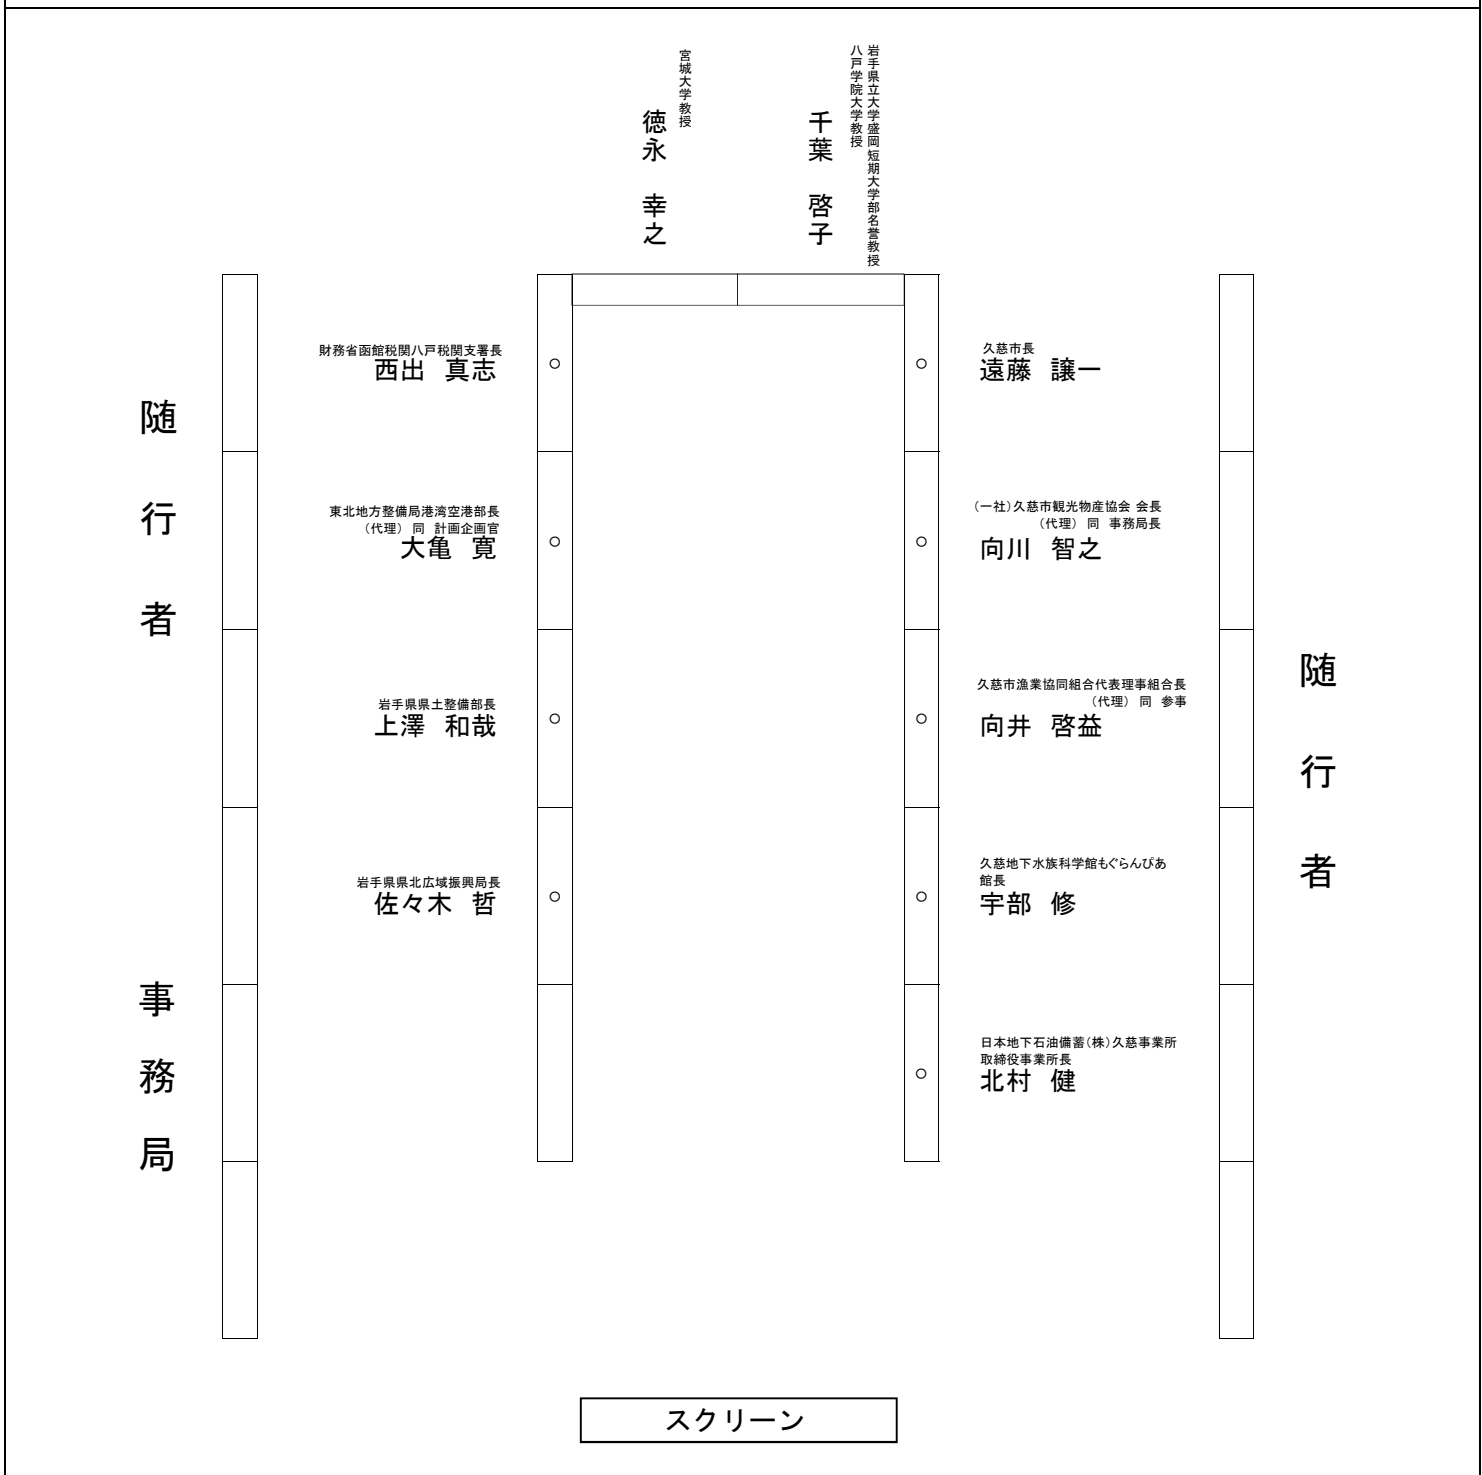 岩手県立大学盛岡短期大学部名誉教授
八戸学院大学教授
千葉 啓子
宮城大学教授
徳永 幸之
財務省函館税関八戸税関支署長
西出 真志
東北地方整備局港湾空港部長
(代理) 同 計画企画官
大亀 寛
岩手県県土整備部長
上澤 和哉
岩手県県北広域振興局長
佐々木 哲
久慈市長
遠藤 譲一
(一社)久慈市観光物産協会 会長
(代理) 同 事務局長
向川 智之
久慈市漁業協同組合代表理事組合長
(代理) 同 参事
向井 啓益
久慈地下水族科学館もぐらんぴあ
館長
宇部 修
日本地下石油備蓄(株)久慈事業所
取締役事業所長
北村 健
随行者
事務局
随行者
スクリーン